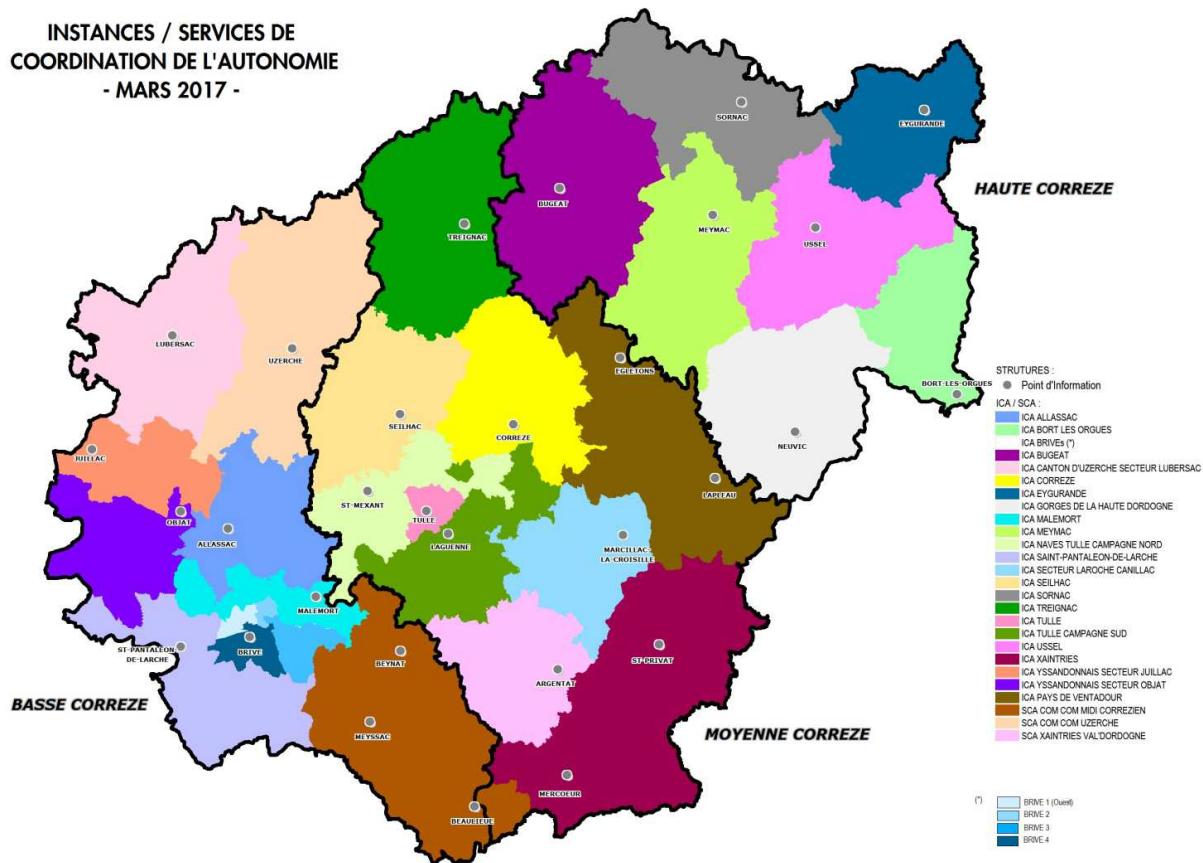 INSTANCES / SERVICES DE
COORDINATION DE L'AUTONOMIE
- MARS 2017 -
SORNAC
EYGURANDE
HAUTE CORREZE
BUGEAT
MEYMAC
USSEL
TREIGNAC
LUBERSAC
UZERCHE
EGLETONS
BORT-LES-ORGUES
SEILHAC
CORREZE
NEUVIC
JUILLAC
ST-MEXANT
LAPLEAU
OBJAT
TULLE
ALLASSAC
LAGUENNE
MARCILLAC-
LA-CROISILLE
MALEMORT
ST-PANTALEON
DE-LARCHE
BRIVE
BEYNAT
ST-PRIVAT
ARGENTAT
BASSE CORREZE
MEYSSAC
MOYENNE CORREZE
MERCOEUR
BEAULIEUE
STRUTURES :
Point d'Information
ICA / SCA :
ICA ALLASSAC
ICA BORT LES ORGUES
ICA BRIVEs (*)
ICA BUGEAT
ICA CANTON D'UZERCHE SECTEUR LUBERSAC
ICA CORREZE
ICA EYGURANDE
ICA GORGES DE LA HAUTE DORDOGNE
ICA MALEMORT
ICA MEYMAC
ICA NAVES TULLE CAMPAGNE NORD
ICA SAINT-PANTALEON-DE-LARCHE
ICA SECTEUR LAROCHE CANILLAC
ICA SEILHAC
ICA SORNAC
ICA TREIGNAC
ICA TULLE
ICA TULLE CAMPAGNE SUD
ICA USSEL
ICA XAINTRIES
ICA YSSANDONNAIS SECTEUR JUILLAC
ICA YSSANDONNAIS SECTEUR OBJAT
ICA PAYS DE VENTADOUR
SCA COM COM MIDI CORREZIEN
SCA COM COM UZERCHE
SCA XAINTRIES VAL'DORDOGNE
(*)
BRIVE 1 (Ouest)
BRIVE 2
BRIVE 3
BRIVE 4